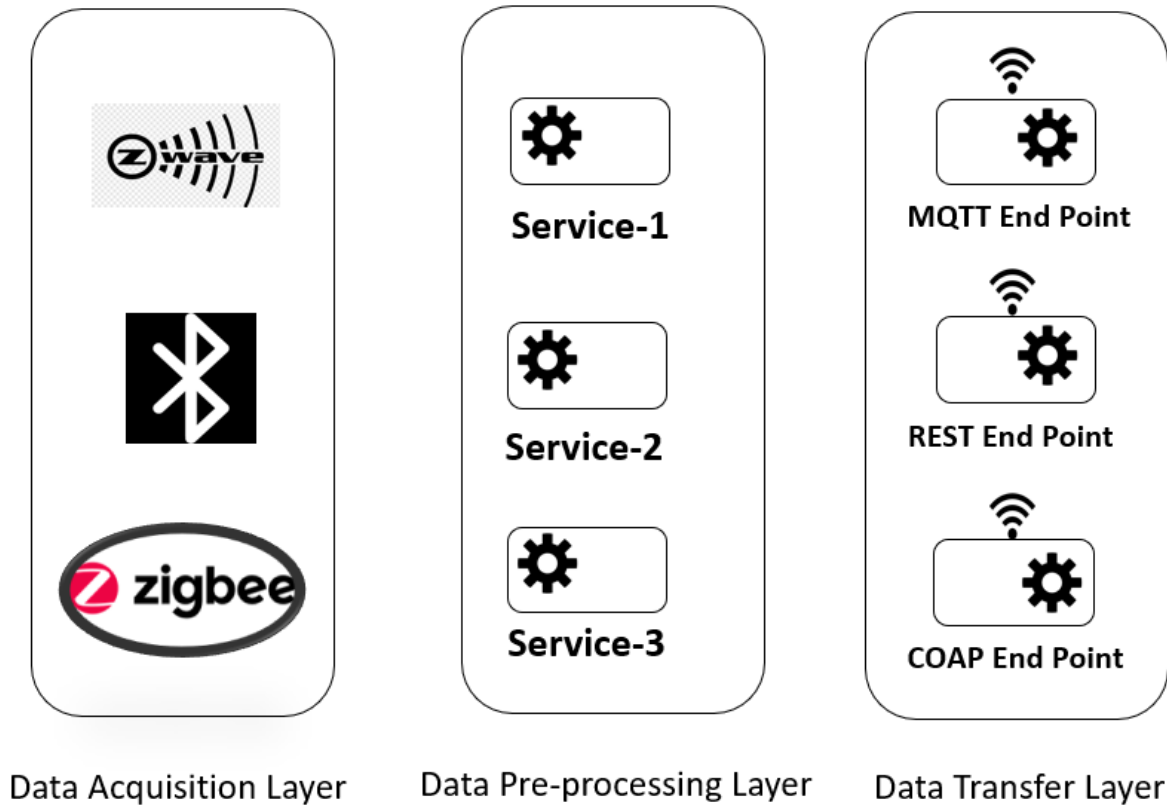 Z wave
zigbee
Data Acquisition Layer
Service-1
Service-2
Service-3
Data Pre-processing Layer
MQTT End Point
REST End Point
COAP End Point
Data Transfer Layer